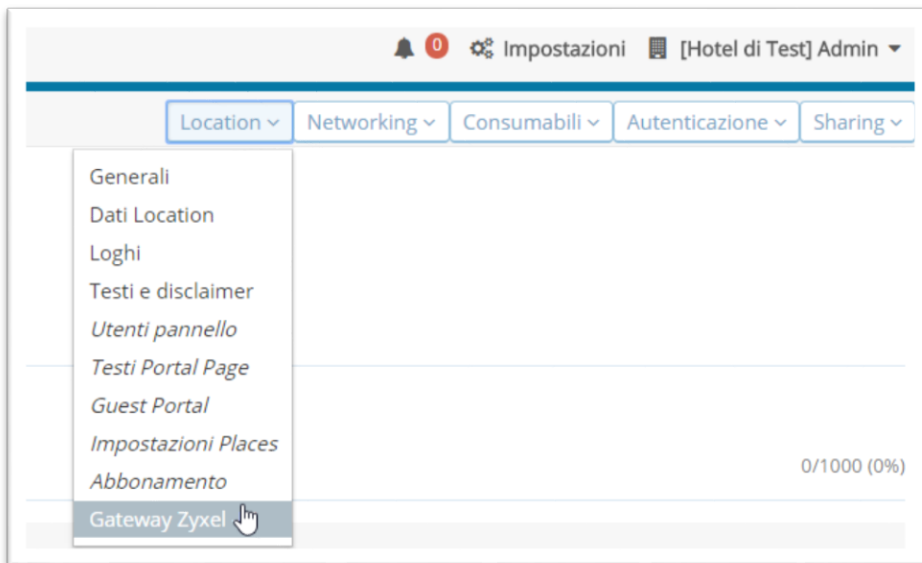 0 Impostazioni [Hotel di Test] Admin
Location Networking Consumabili Autenticazione Sharing
Generali
Dati Location
Loghi
Testi e disclaimer
Utenti pannello
Testi Portal Page
Guest Portal
Impostazioni Places
0/1000 (0%)
Abbonamento
Gateway Zyxel